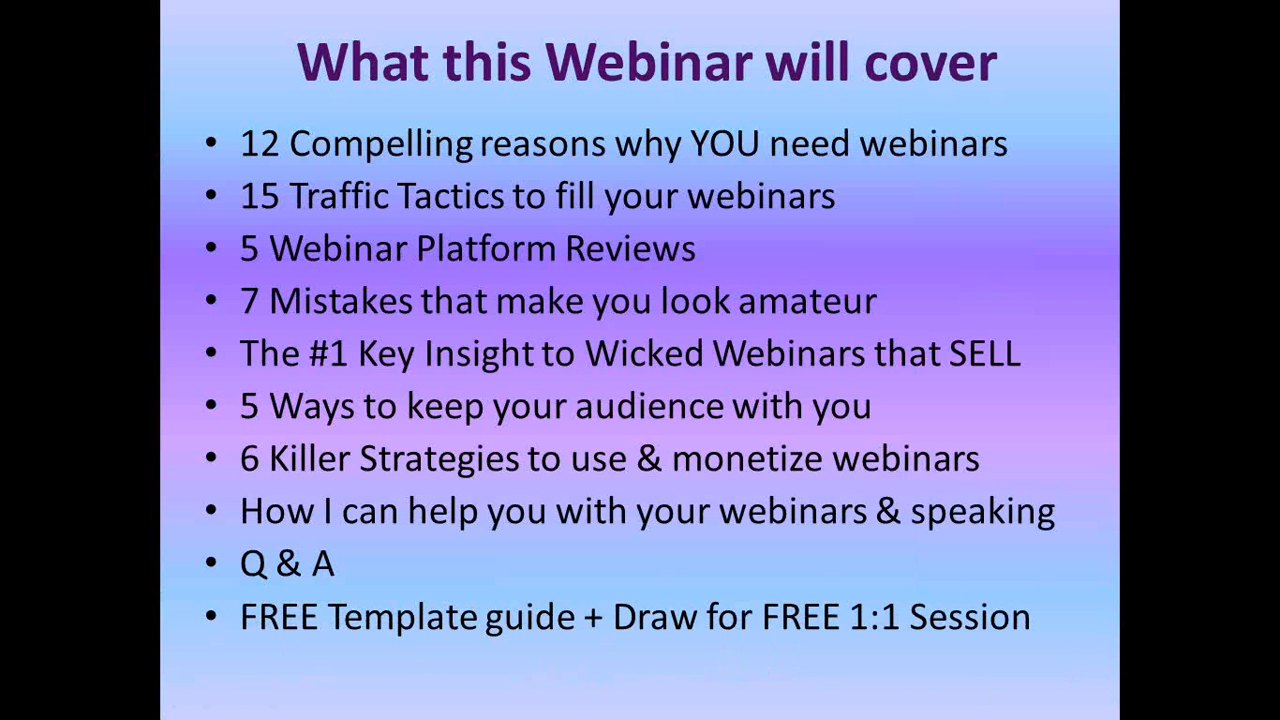 What this Webinar will cover
• 12 Compelling reasons why YOU need webinars
• 15 Traffic Tactics to fill your webinars
• 5 Webinar Platform Reviews
• 7 Mistakes that make you look amateur
• The #1 Key Insight to Wicked Webinars that SELL
• 5 Ways to keep your audience with you
• 6 Killer Strategies to use & monetize webinars
• How I can help you with your webinars & speaking
• Q & A
• FREE Template guide + Draw for FREE 1:1 Session